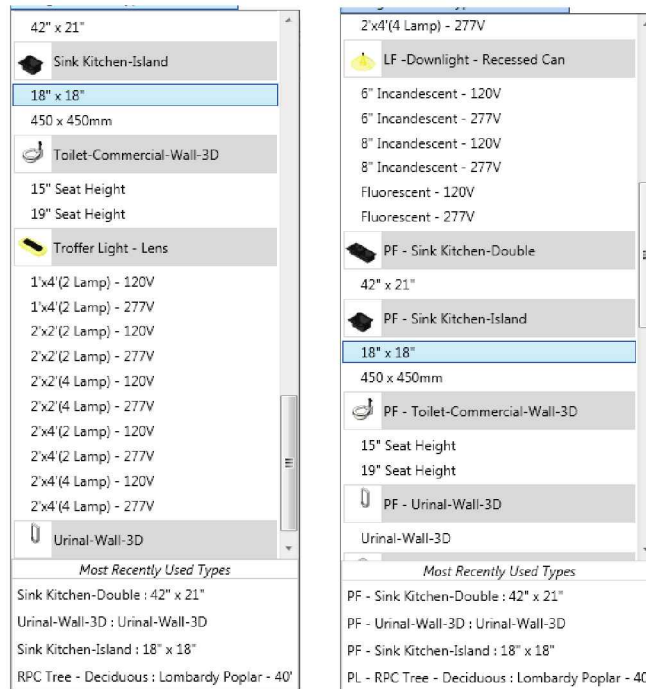 42" x 21"
Sink Kitchen-Island
18" x 18"
450 x 450mm
Toilet-Commercial-Wall-3D
15" Seat Height
19" Seat Height
Troffer Light - Lens
1'x4'(2 Lamp) - 120V
1'x4'(2 Lamp) - 277V
2'x2'(2 Lamp) - 120V
2'x2'(2 Lamp) - 277V
2'x2'(4 Lamp) - 120V
2'x2'(4 Lamp) - 277V
2'x4'(2 Lamp) - 120V
2'x4'(2 Lamp) - 277V
2'x4'(4 Lamp) - 120V
2'x4'(4 Lamp) - 277V
Urinal-Wall-3D
Most Recently Used Types
Sink Kitchen-Double : 42" x 21"
Urinal-Wall-3D : Urinal-Wall-3D
Sink Kitchen-Island : 18" x 18"
RPC Tree - Deciduous : Lombardy Poplar - 40'
2'x4'(4 Lamp) - 277V
LF -Downlight - Recessed Can
6" Incandescent - 120V
6" Incandescent - 277V
8" Incandescent - 120V
8" Incandescent - 277V
Fluorescent - 120V
Fluorescent - 277V
PF - Sink Kitchen-Double
42" x 21"
PF - Sink Kitchen-Island
18" x 18"
450 x 450mm
PF - Toilet-Commercial-Wall-3D
15" Seat Height
19" Seat Height
PF - Urinal-Wall-3D
Urinal-Wall-3D
Most Recently Used Types
PF - Sink Kitchen-Double : 42" x 21"
PF - Urinal-Wall-3D : Urinal-Wall-3D
PF - Sink Kitchen-Island : 18" x 18"
PL - RPC Tree - Deciduous : Lombardy Poplar - 40